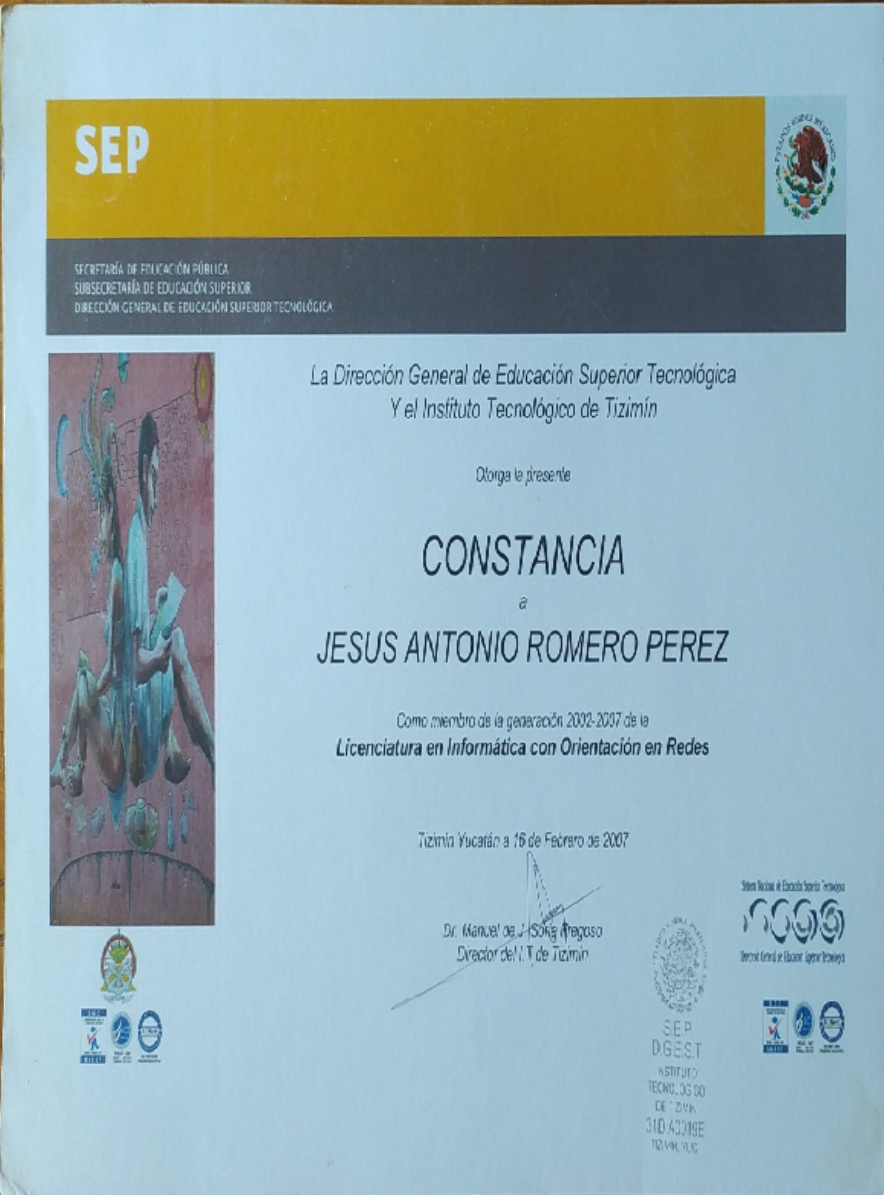 SEP
SECRETARÍA DE EDUCACIÓN PÚBLICA
SUBSECRETARÍA DE EDUCACIÓN SUPERIOR
DIRECCIÓN GENERAL DE EDUCACIÓN SUPERIOR TECNOLÓGICA
La Dirección General de Educación Superior Tecnológica
Y el Instituto Tecnológico de Tizimín
Otorga la presente
CONSTANCIA
a
JESUS ANTONIO ROMERO PEREZ
Como miembro de la generación 2002-2007 de la
Licenciatura en Informática con Orientación en Redes
Tizimín Yucatán a 16 de Febrero de 2007
Dr. Manuel de J. Fregoso
Director del I.T. de Tizimín
Sistema Nacional de Educación Superior Tecnológica
Dirección General de Educación Superior Tecnológica
S.E.P.
D.G.E.S.T.
INSTITUTO
TECNOLOGICO
DE TIZIMIN
TIZIMIN, YUC